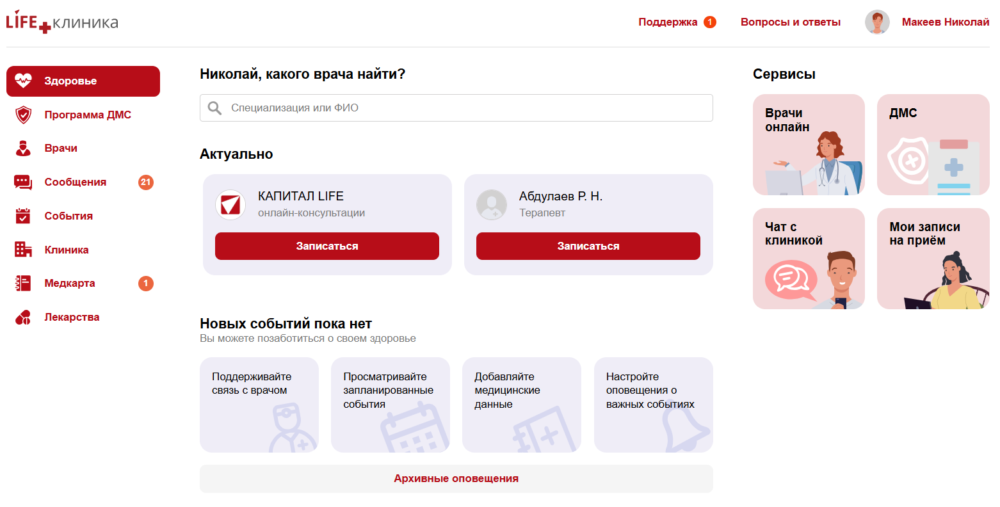 LIFE клиника
Поддержка 1
Вопросы и ответы
Макеев Николай
Здоровье
Программа ДМС
Врачи
Сообщения 21
События
Клиника
Медкарта 1
Лекарства
Николай, какого врача найти?
Специализация или ФИО
Актуально
КАПИТАЛ LIFE
онлайн-консультации
Записаться
Абдулаев Р. Н.
Терапевт
Записаться
Новых событий пока нет
Вы можете позаботиться о своем здоровье
Поддерживайте
связь с врачом
Просматривайте
запланированные
события
Добавляйте
медицинские
данные
Настройте
оповещения о
важных событиях
Архивные оповещения
Сервисы
Врачи
онлайн
ДМС
Чат с
клиникой
Мои записи
на приём